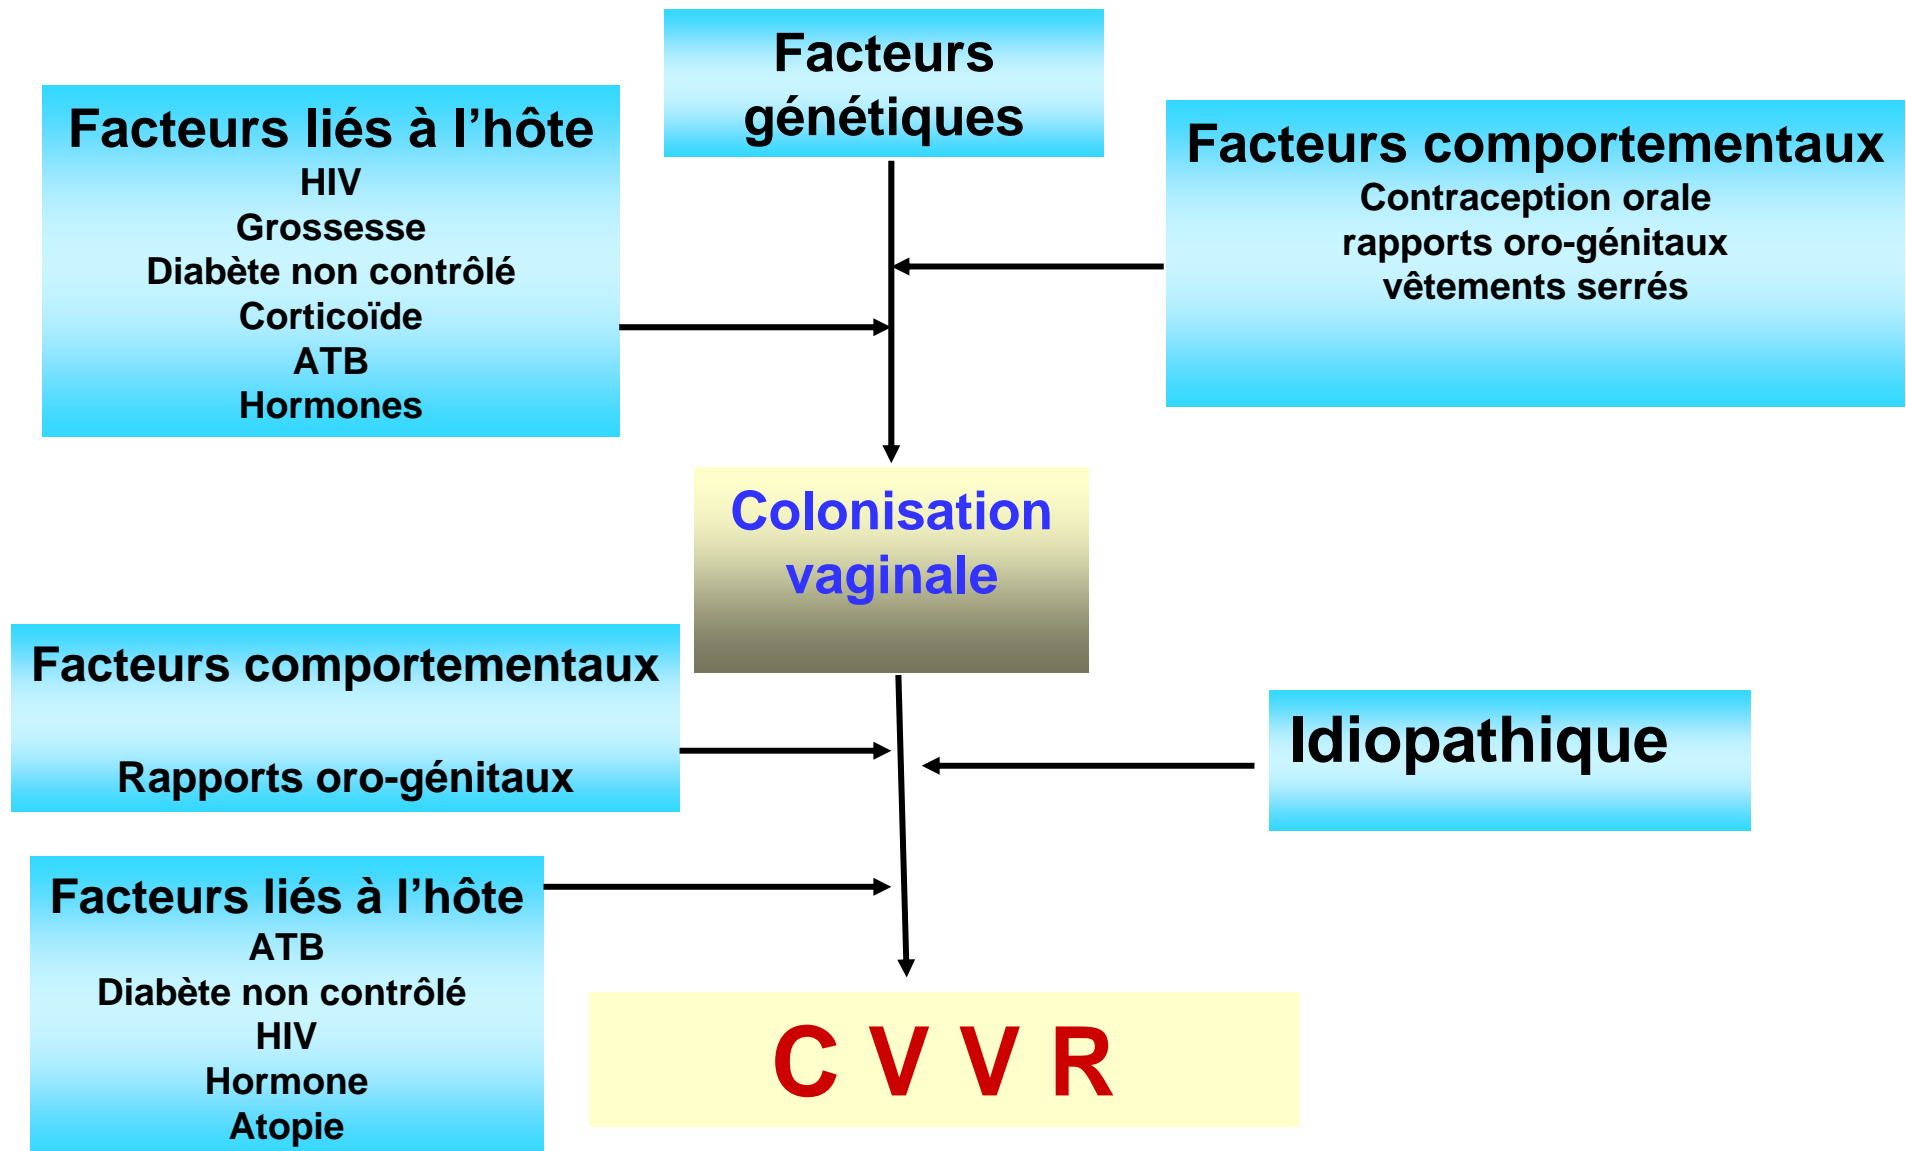 Facteurs
génétiques
Facteurs liés à l’hôte
HIV
Grossesse
Diabète non contrôlé
Corticoïde
ATB
Hormones
Facteurs comportementaux
Contraception orale
rapports oro-génitaux
vêtements serrés
Colonisation
vaginale
Facteurs comportementaux
Rapports oro-génitaux
Idiopathique
Facteurs liés à l’hôte
ATB
Diabète non contrôlé
HIV
Hormone
Atopie
C V V R